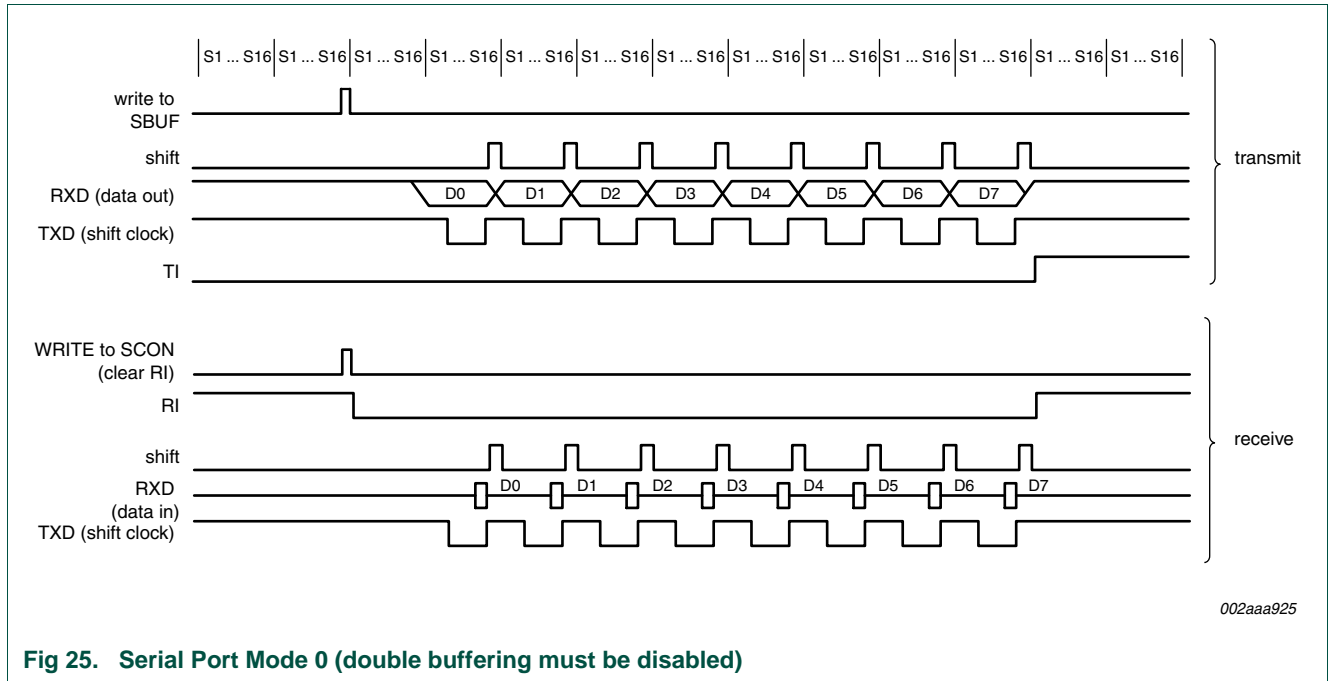 S1 ... S16 S1 ... S16 S1 ... S16 S1 ... S16 S1 ... S16 S1 ... S16 S1 ... S16 S1 ... S16 S1 ... S16 S1 ... S16 S1 ... S16 S1 ... S16 S1 ... S16
write to
SBUF
shift
RXD (data out) D0 D1 D2 D3 D4 D5 D6 D7
TXD (shift clock)
TI
transmit
WRITE to SCON
(clear RI)
RI
shift
RXD D0 D1 D2 D3 D4 D5 D6 D7
(data in)
TXD (shift clock)
receive
002aaa925
Fig 25. Serial Port Mode 0 (double buffering must be disabled)